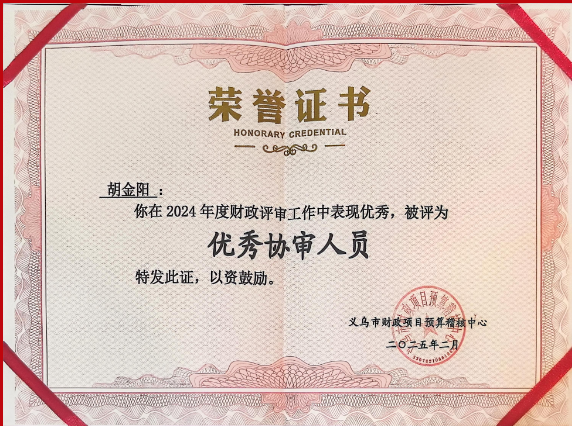 荣誉证书
HONORARY CREDENTIAL
胡金阳：
你在2024年度财政评审工作中表现优秀，被评为
优秀协审人员
特发此证，以资鼓励。
义乌市财政项目预算稽核中心
二〇二五年二月